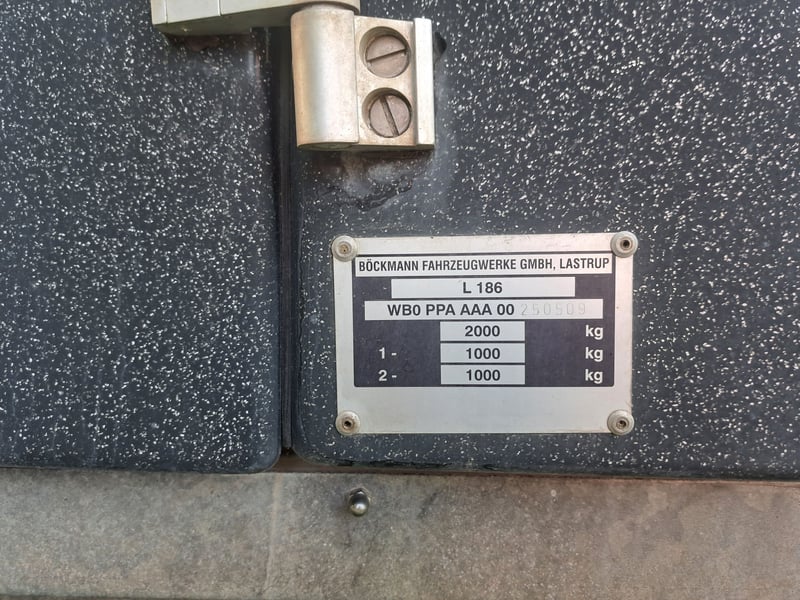 BÖCKMANN FAHRZEUGWERKE GMBH, LASTRUP
L 186
WB0 PPA AAA 00 250509
2000 kg
1 - 1000 kg
2 - 1000 kg